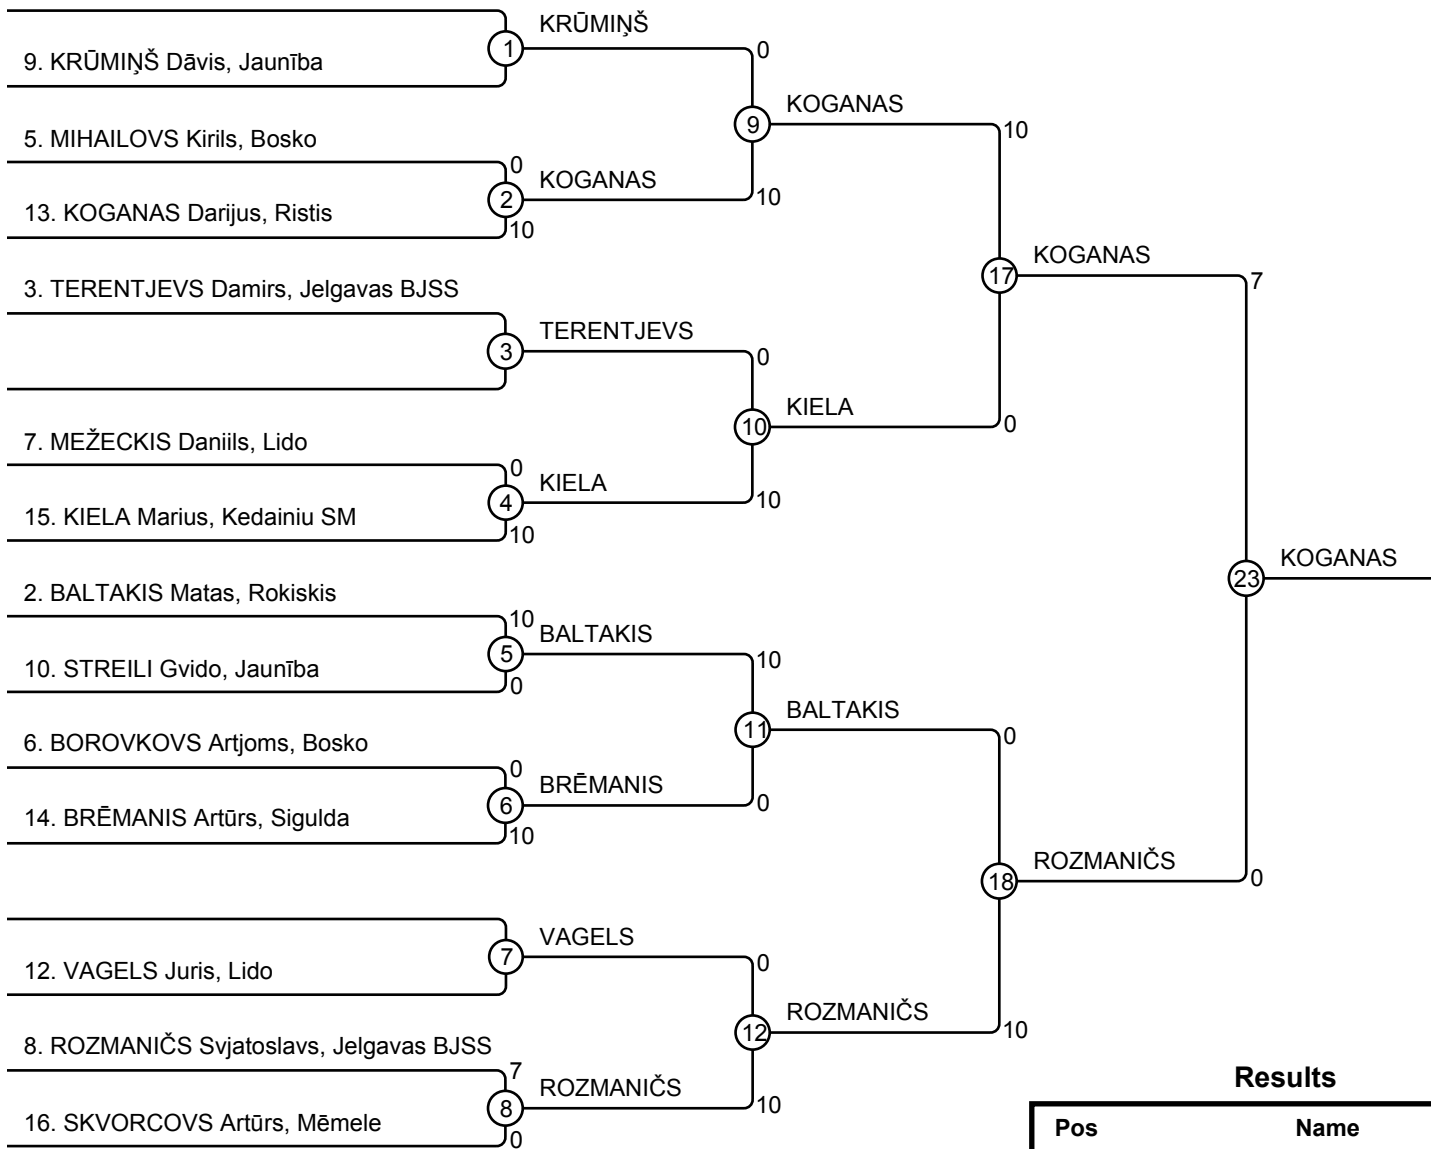 KRŪMIŅŠ
0
9. KRŪMIŅŠ Dāvis, Jaunība
1
KOGANAS
10
9
5. MIHAILOVS Kirils, Bosko
0
KOGANAS
10
2
13. KOGANAS Darijus, Ristis
10
KOGANAS
7
17
3. TERENTJEVS Damirs, Jelgavas BJSS
TERENTJEVS
0
3
KIELA
0
10
7. MEŽECKIS Daniils, Lido
0
KIELA
10
4
15. KIELA Marius, Kedainiu SM
10
KOGANAS
23
2. BALTAKIS Matas, Rokiskis
10
BALTAKIS
10
5
10. STREILI Gvido, Jaunība
0
BALTAKIS
0
11
6. BOROVKOVS Artjoms, Bosko
0
BRĒMANIS
0
6
14. BRĒMANIS Artūrs, Sigulda
10
ROZMANIČS
0
18
VAGELS
0
7
12. VAGELS Juris, Lido
ROZMANIČS
10
12
8. ROZMANIČS Svjatoslavs, Jelgavas BJSS
7
ROZMANIČS
10
8
16. SKVORCOVS Artūrs, Mēmele
0
Results
Pos Name